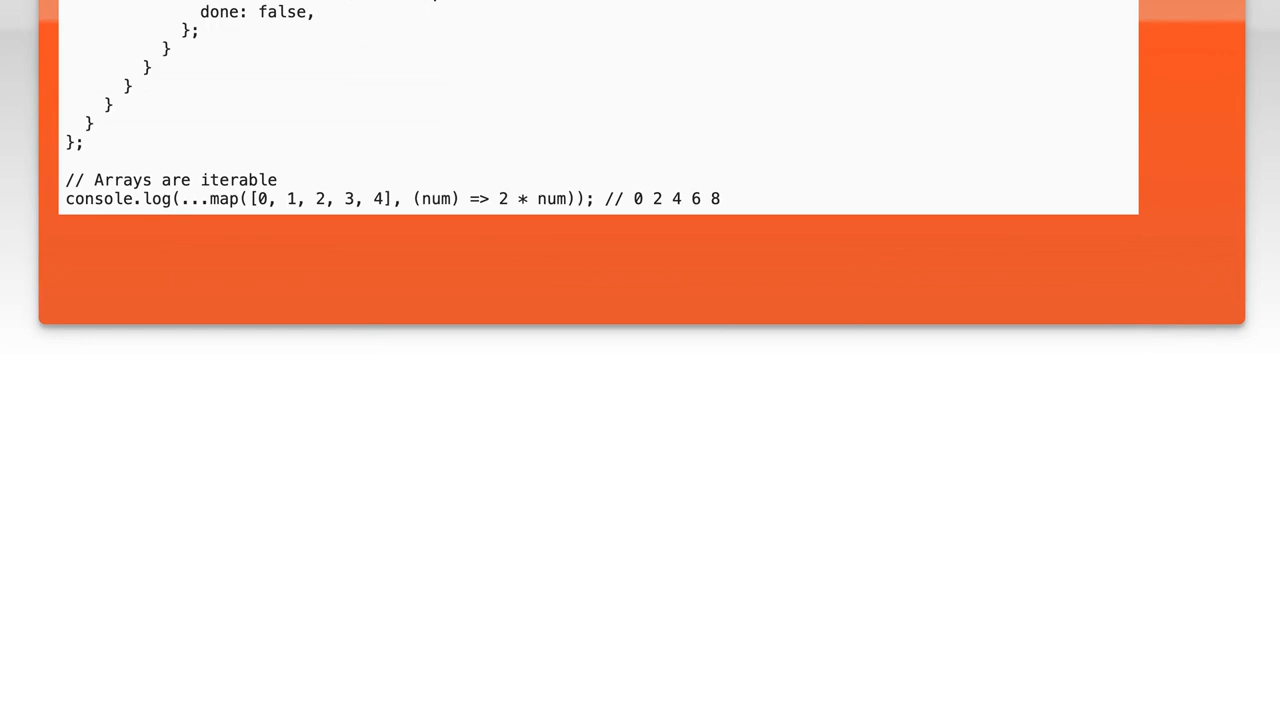 done: false,
};
}
}
}
}
}
};
// Arrays are iterable
console.log(...map([0, 1, 2, 3, 4], (num) => 2 * num)); // 0 2 4 6 8